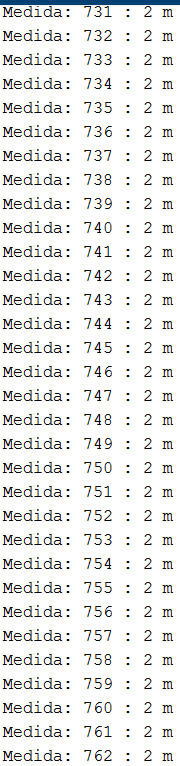 Medida: 731 : 2 m
Medida: 732 : 2 m
Medida: 733 : 2 m
Medida: 734 : 2 m
Medida: 735 : 2 m
Medida: 736 : 2 m
Medida: 737 : 2 m
Medida: 738 : 2 m
Medida: 739 : 2 m
Medida: 740 : 2 m
Medida: 741 : 2 m
Medida: 742 : 2 m
Medida: 743 : 2 m
Medida: 744 : 2 m
Medida: 745 : 2 m
Medida: 746 : 2 m
Medida: 747 : 2 m
Medida: 748 : 2 m
Medida: 749 : 2 m
Medida: 750 : 2 m
Medida: 751 : 2 m
Medida: 752 : 2 m
Medida: 753 : 2 m
Medida: 754 : 2 m
Medida: 755 : 2 m
Medida: 756 : 2 m
Medida: 757 : 2 m
Medida: 758 : 2 m
Medida: 759 : 2 m
Medida: 760 : 2 m
Medida: 761 : 2 m
Medida: 762 : 2 m